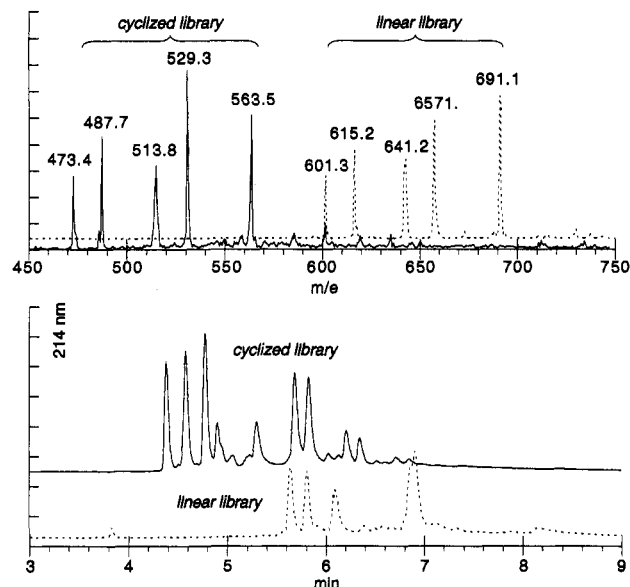 cyclized library linear library
529.3
691.1
563.5
487.7 6571.
615.2
473.4 513.8 641.2
601.3
450 500 550 600 650 700 750
m/e
214 nm
cyclized library
linear library
3 4 5 6 7 8 9
min